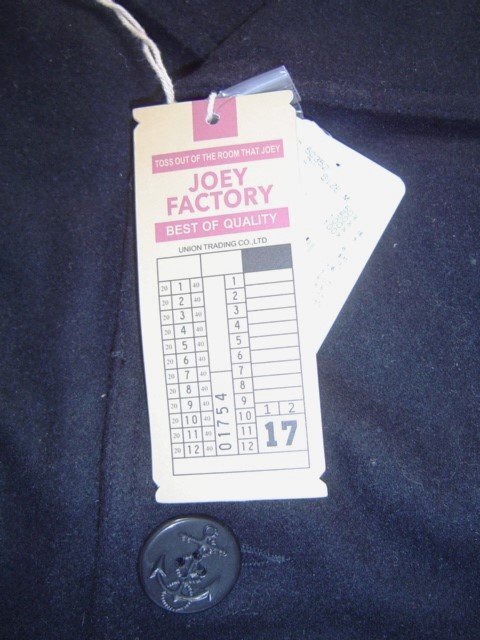 TOSS OUT OF THE ROOM THAT JOEY
JOEY
FACTORY
BEST OF QUALITY
UNION TRADING CO.,LTD
20 1 40 1
20 2 40 2
20 3 40 3
20 4 40 4
20 5 40 5
20 6 40 6
20 7 40 7
20 8 40 8
20 9 40 9
20 10 40 10 1 2
20 11 40 11 17
20 12 40 12
01754